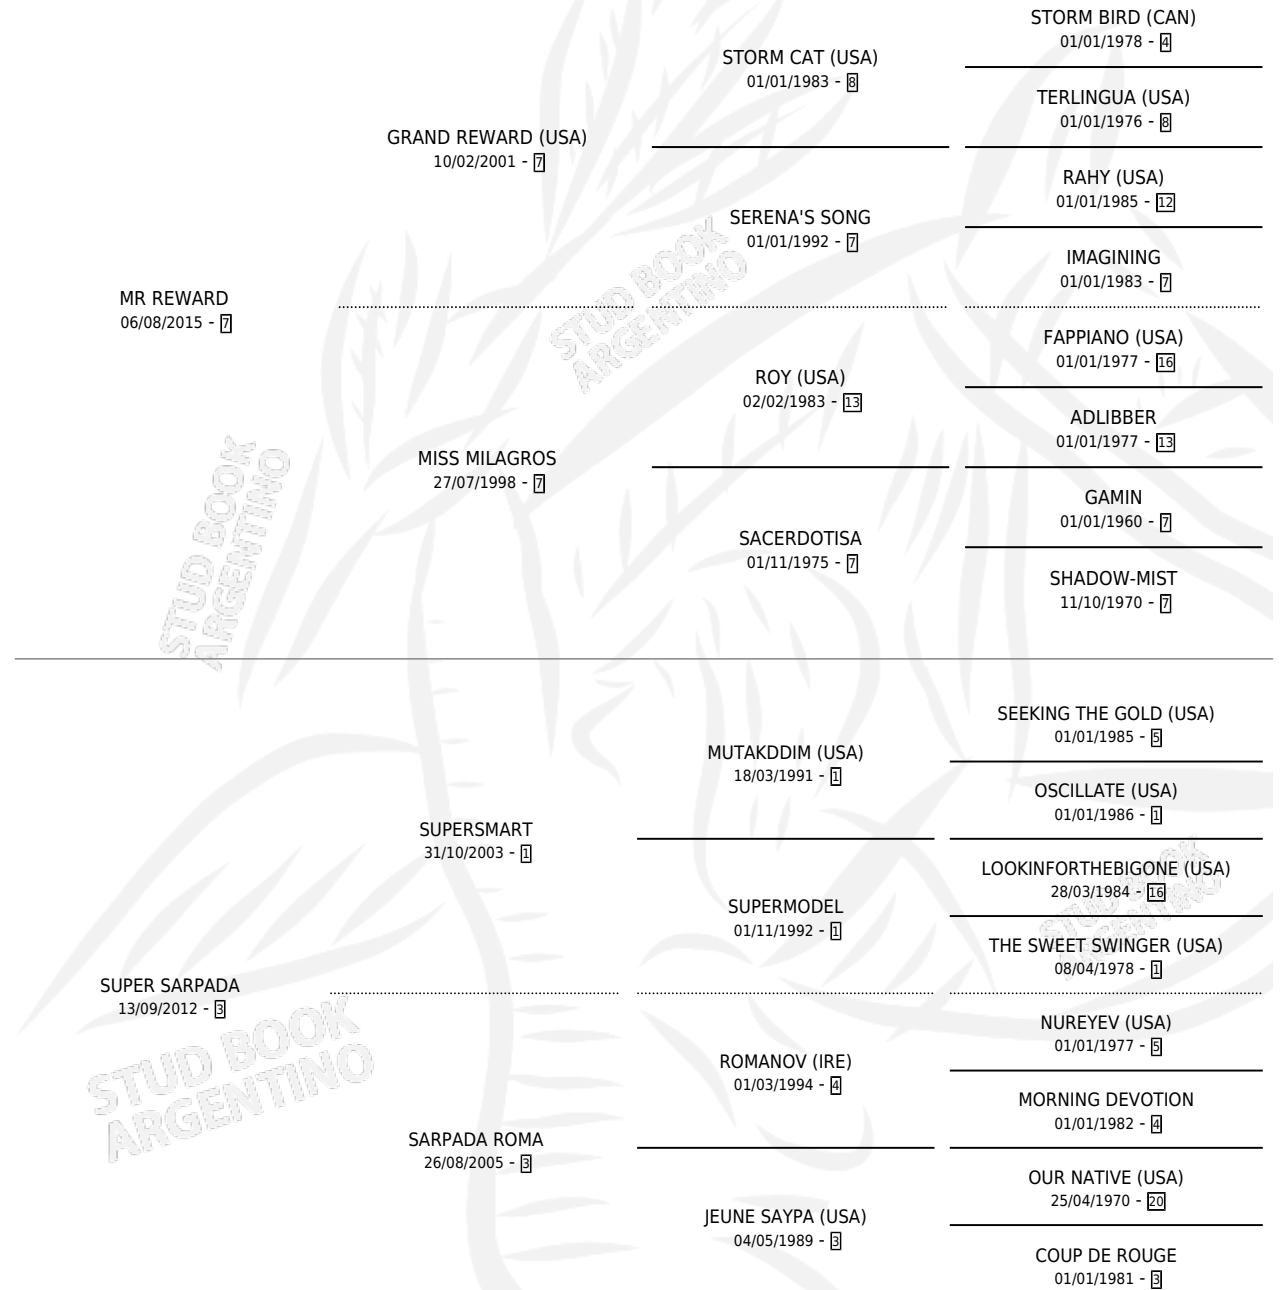 STORM BIRD (CAN)
01/01/1978 - 4
STORM CAT (USA)
01/01/1983 - 8
TERLINGUA (USA)
01/01/1976 - 8
GRAND REWARD (USA)
10/02/2001 - 7
RAHY (USA)
01/01/1985 - 12
SERENA'S SONG
01/01/1992 - 7
IMAGINING
01/01/1983 - 7
MR REWARD
06/08/2015 - 7
FAPPIANO (USA)
01/01/1977 - 16
ROY (USA)
02/02/1983 - 13
ADLIBBER
01/01/1977 - 13
MISS MILAGROS
27/07/1998 - 7
GAMIN
01/01/1960 - 7
SACERDOTISA
01/11/1975 - 7
SHADOW-MIST
11/10/1970 - 7
SEEKING THE GOLD (USA)
01/01/1985 - 5
MUTAKDDIM (USA)
18/03/1991 - 1
OSCILLATE (USA)
01/01/1986 - 1
SUPERSMART
31/10/2003 - 1
LOOKINFORTHEBIGONE (USA)
28/03/1984 - 16
SUPERMODEL
01/11/1992 - 1
THE SWEET SWINGER (USA)
08/04/1978 - 1
SUPER SARPADA
13/09/2012 - 3
NUREYEV (USA)
01/01/1977 - 5
ROMANOV (IRE)
01/03/1994 - 4
MORNING DEVOTION
01/01/1982 - 4
SARPADA ROMA
26/08/2005 - 3
OUR NATIVE (USA)
25/04/1970 - 20
JEUNE SAYPA (USA)
04/05/1989 - 3
COUP DE ROUGE
01/01/1981 - 3
STUD BOOK
ARGENTINO
STUD BOOK
ARGENTINO
STUD BOOK
ARGENTINO
STUD BOOK
ARGENTINO